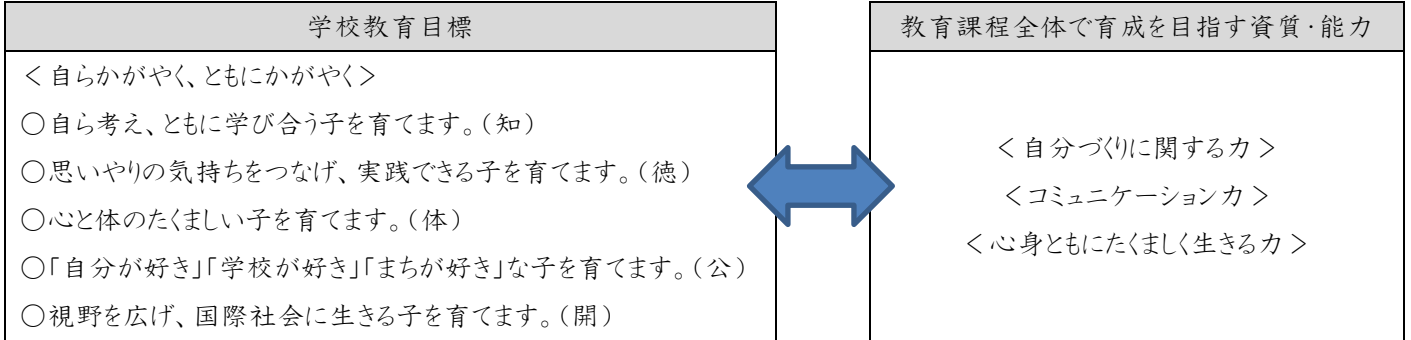 学校教育目標
＜自らかがやく、ともにかがやく＞
○自ら考え、ともに学び合う子を育てます。(知)
○思いやりの気持ちをつなげ、実践できる子を育てます。(徳)
○心と体のたくましい子を育てます。(体)
○「自分が好き」「学校が好き」「まちが好き」な子を育てます。(公)
○視野を広げ、国際社会に生きる子を育てます。(開)
教育課程全体で育成を目指す資質・能力
＜自分づくりに関する力＞
＜コミュニケーション力＞
＜心身ともにたくましく生きる力＞